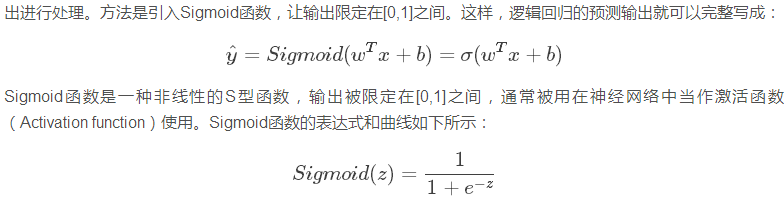 出进行处理。方法是引入Sigmoid函数，让输出限定在[0,1]之间。这样，逻辑回归的预测输出就可以完整写成：
ŷ = Sigmoid(wᵀx + b) = σ(wᵀx + b)
Sigmoid函数是一种非线性的S型函数，输出被限定在[0,1]之间，通常被用在神经网络中当作激活函数
（Activation function）使用。Sigmoid函数的表达式和曲线如下所示：
Sigmoid(z) = 1 / (1 + e⁻ᶻ)